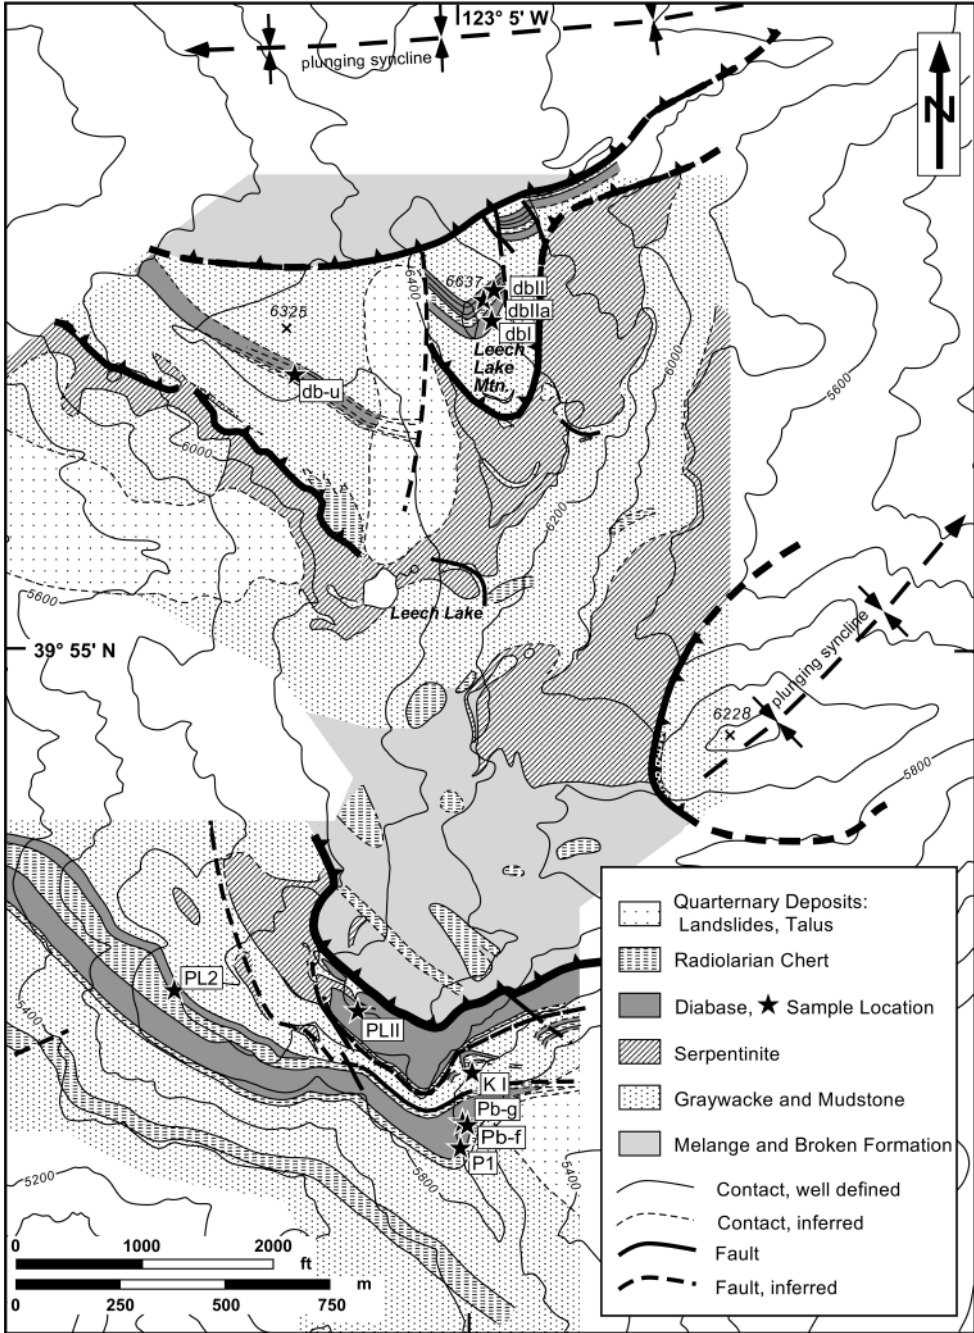 123° 5' W
plunging syncline
N
6637
6400
dbII
dbIIa
dbI
6325
Leech
Lake
Mtn.
6000
5600
db-u
6000
6200
5600
Leech Lake
39° 55' N
plunging syncline
6228
5800
PL2
PLII
5400
K I
Pb-g
Pb-f
P1
5200
5800
5400
0 1000 2000
ft
m
0 250 500 750
Quarternary Deposits:
Landslides, Talus
Radiolarian Chert
Diabase, Sample Location
Serpentinite
Graywacke and Mudstone
Melange and Broken Formation
Contact, well defined
Contact, inferred
Fault
Fault, inferred